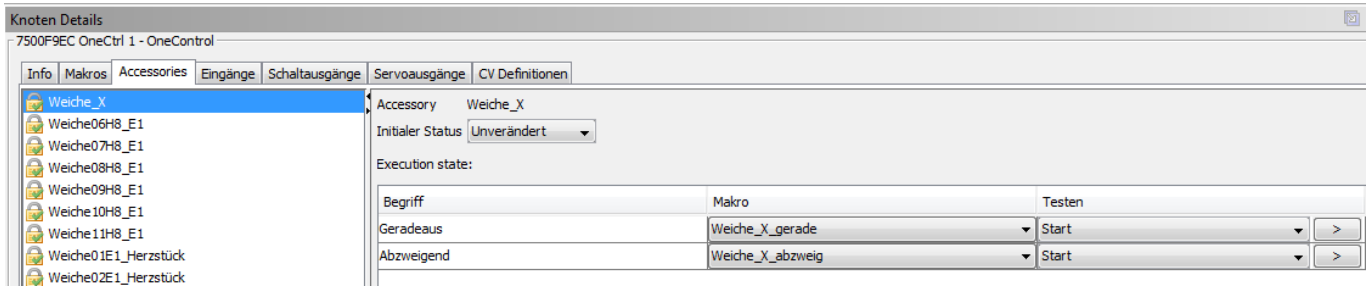 Knoten Details
7500F9EC OneCtrl 1 - OneControl
Info Makros Accessories Eingänge Schaltausgänge Servoausgänge CV Definitionen
Weiche_X
Weiche06H8_E1
Weiche07H8_E1
Weiche08H8_E1
Weiche09H8_E1
Weiche10H8_E1
Weiche11H8_E1
Weiche01E1_Herzstück
Weiche02E1_Herzstück
Accessory Weiche_X
Initialer Status Unverändert
Execution state:
Begriff Makro Testen
Geradeaus Weiche_X_gerade Start >
Abzweigend Weiche_X_abzweig Start >